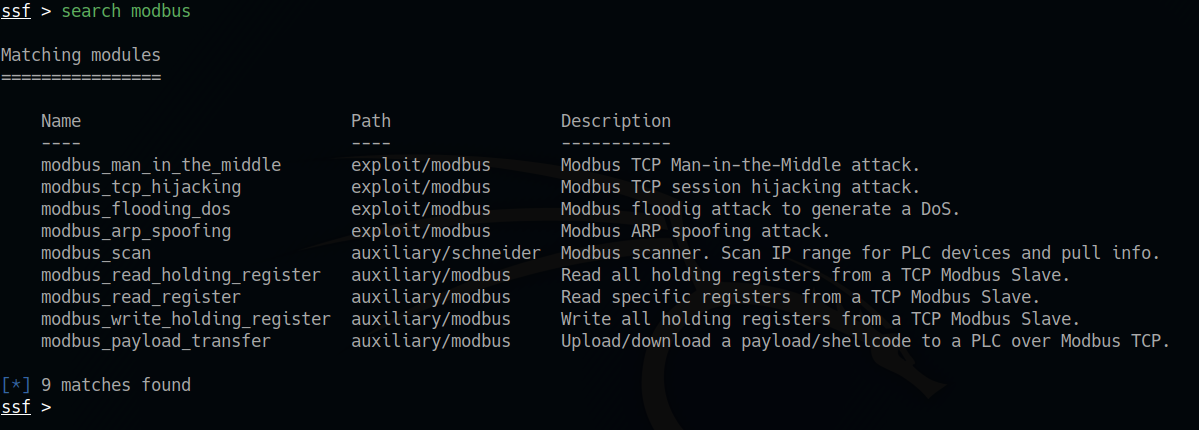 ssf > search modbus
Matching modules
================
Name Path Description
---- ---- -----------
modbus_man_in_the_middle exploit/modbus Modbus TCP Man-in-the-Middle attack.
modbus_tcp_hijacking exploit/modbus Modbus TCP session hijacking attack.
modbus_flooding_dos exploit/modbus Modbus floodig attack to generate a DoS.
modbus_arp_spoofing exploit/modbus Modbus ARP spoofing attack.
modbus_scan auxiliary/schneider Modbus scanner. Scan IP range for PLC devices and pull info.
modbus_read_holding_register auxiliary/modbus Read all holding registers from a TCP Modbus Slave.
modbus_read_register auxiliary/modbus Read specific registers from a TCP Modbus Slave.
modbus_write_holding_register auxiliary/modbus Write all holding registers from a TCP Modbus Slave.
modbus_payload_transfer auxiliary/modbus Upload/download a payload/shellcode to a PLC over Modbus TCP.
[*] 9 matches found
ssf >